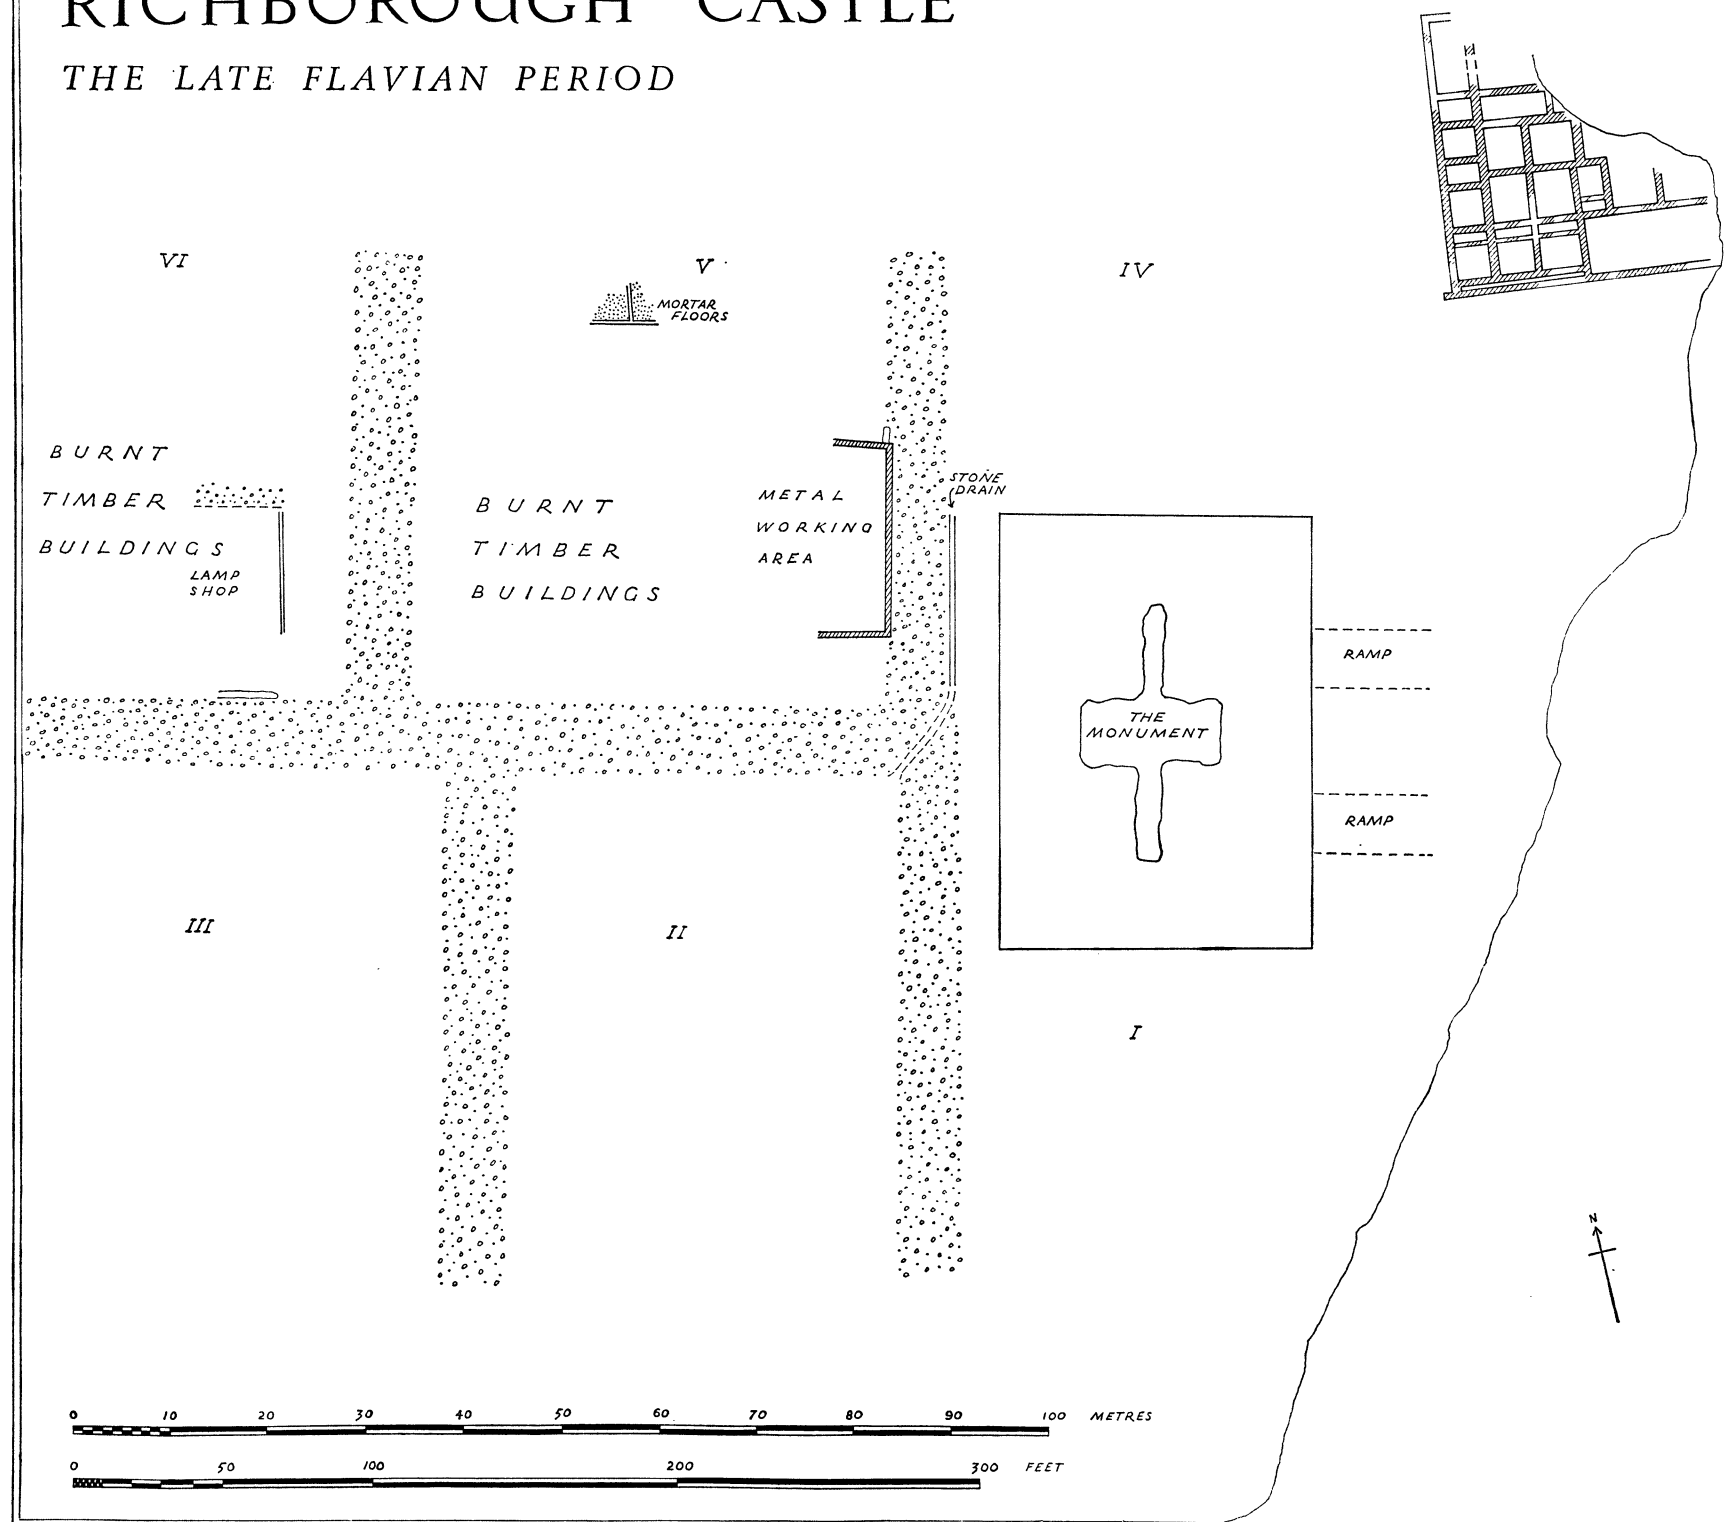 RICHBOROUGH CASTLE
THE LATE FLAVIAN PERIOD
VI
V
IV
MORTAR
FLOORS
BURNT
TIMBER
BUILDINGS
LAMP
SHOP
BURNT
TIMBER
BUILDINGS
METAL
WORKING
AREA
STONE
DRAIN
THE
MONUMENT
RAMP
RAMP
III
II
I
N
0 10 20 30 40 50 60 70 80 90 100 METRES
0 50 100 200 300 FEET